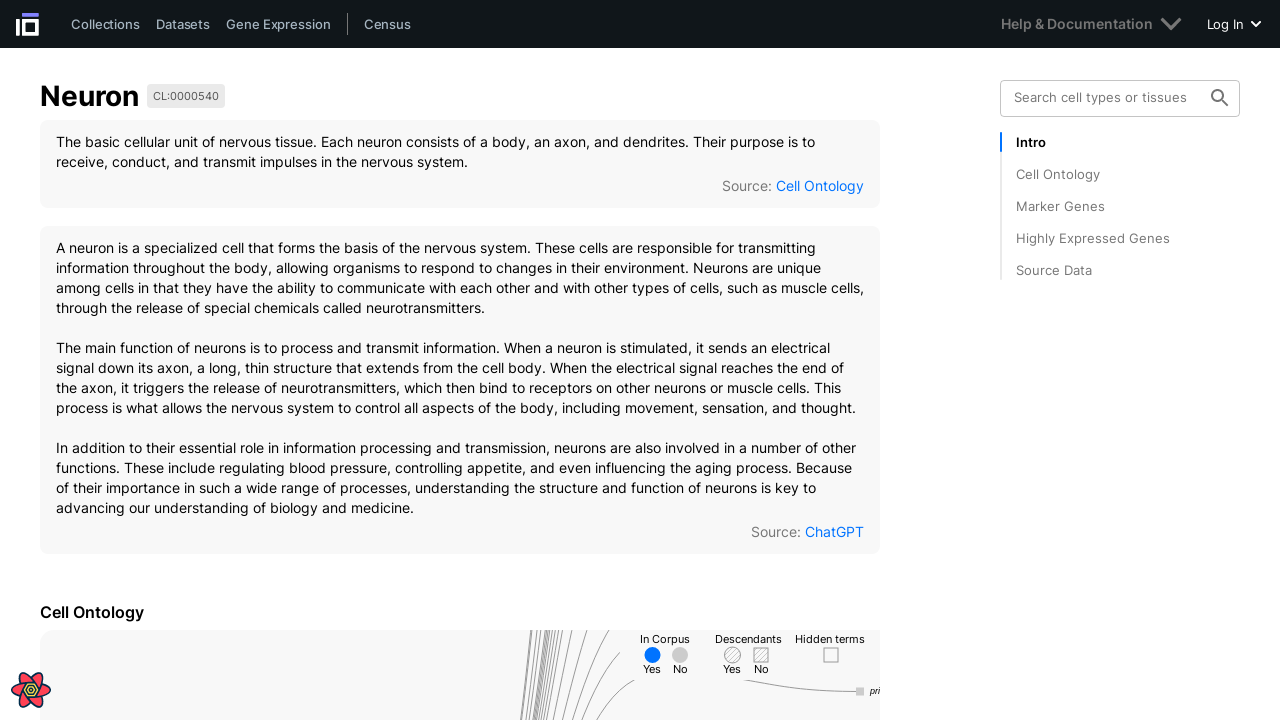 Collections Datasets Gene Expression Census Help & Documentation Log In
Neuron CL:0000540
Search cell types or tissues
The basic cellular unit of nervous tissue. Each neuron consists of a body, an axon, and dendrites. Their purpose is to
receive, conduct, and transmit impulses in the nervous system.
Source: Cell Ontology
Intro
Cell Ontology
Marker Genes
Highly Expressed Genes
Source Data
A neuron is a specialized cell that forms the basis of the nervous system. These cells are responsible for transmitting
information throughout the body, allowing organisms to respond to changes in their environment. Neurons are unique
among cells in that they have the ability to communicate with each other and with other types of cells, such as muscle cells,
through the release of special chemicals called neurotransmitters.
The main function of neurons is to process and transmit information. When a neuron is stimulated, it sends an electrical
signal down its axon, a long, thin structure that extends from the cell body. When the electrical signal reaches the end of
the axon, it triggers the release of neurotransmitters, which then bind to receptors on other neurons or muscle cells. This
process is what allows the nervous system to control all aspects of the body, including movement, sensation, and thought.
In addition to their essential role in information processing and transmission, neurons are also involved in a number of other
functions. These include regulating blood pressure, controlling appetite, and even influencing the aging process. Because
of their importance in such a wide range of processes, understanding the structure and function of neurons is key to
advancing our understanding of biology and medicine.
Source: ChatGPT
Cell Ontology
In Corpus Descendants Hidden terms
Yes No Yes No
pri